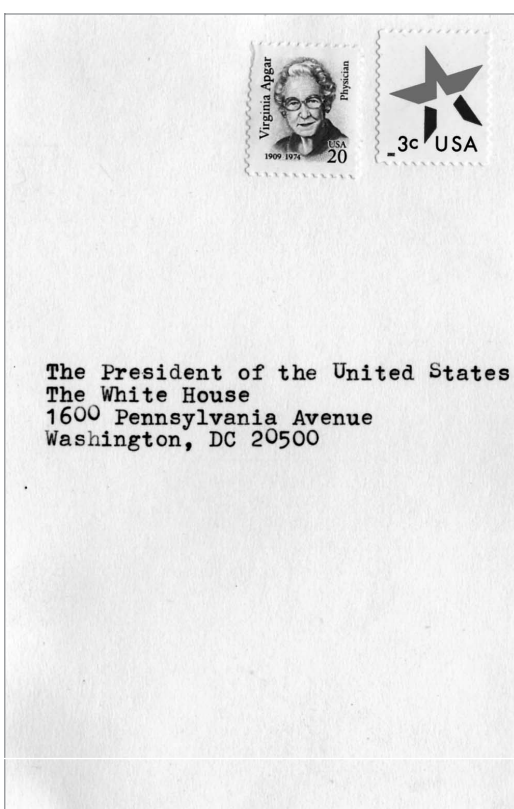 Virginia Apgar
Physician
1909 1974
USA
20
3c USA
The President of the United States
The White House
1600 Pennsylvania Avenue
Washington, DC 20500